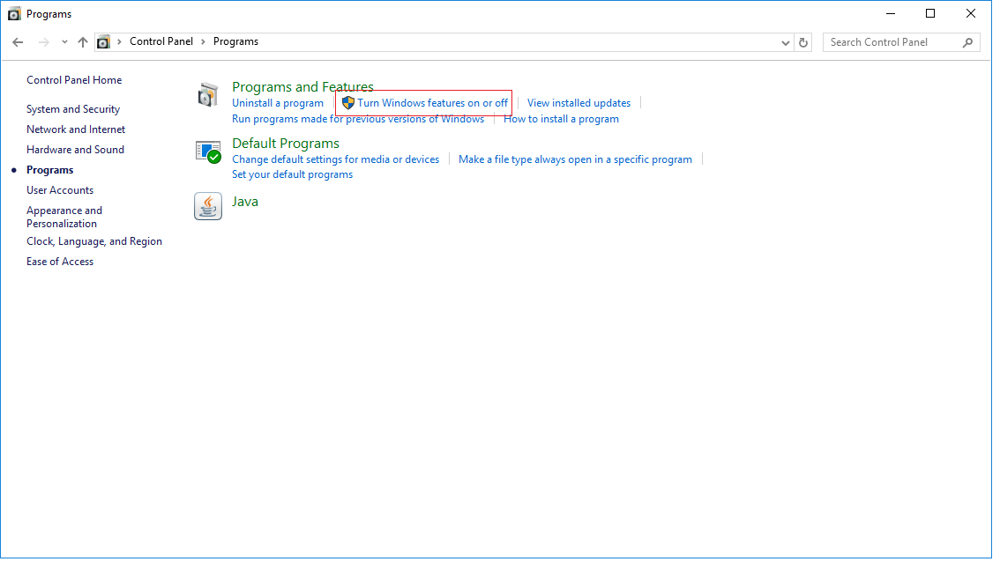 Programs
Control Panel Programs
Search Control Panel
Control Panel Home
System and Security
Network and Internet
Hardware and Sound
Programs
User Accounts
Appearance and
Personalization
Clock, Language, and Region
Ease of Access
Programs and Features
Uninstall a program Turn Windows features on or off View installed updates
Run programs made for previous versions of Windows How to install a program
Default Programs
Change default settings for media or devices Make a file type always open in a specific program
Set your default programs
Java